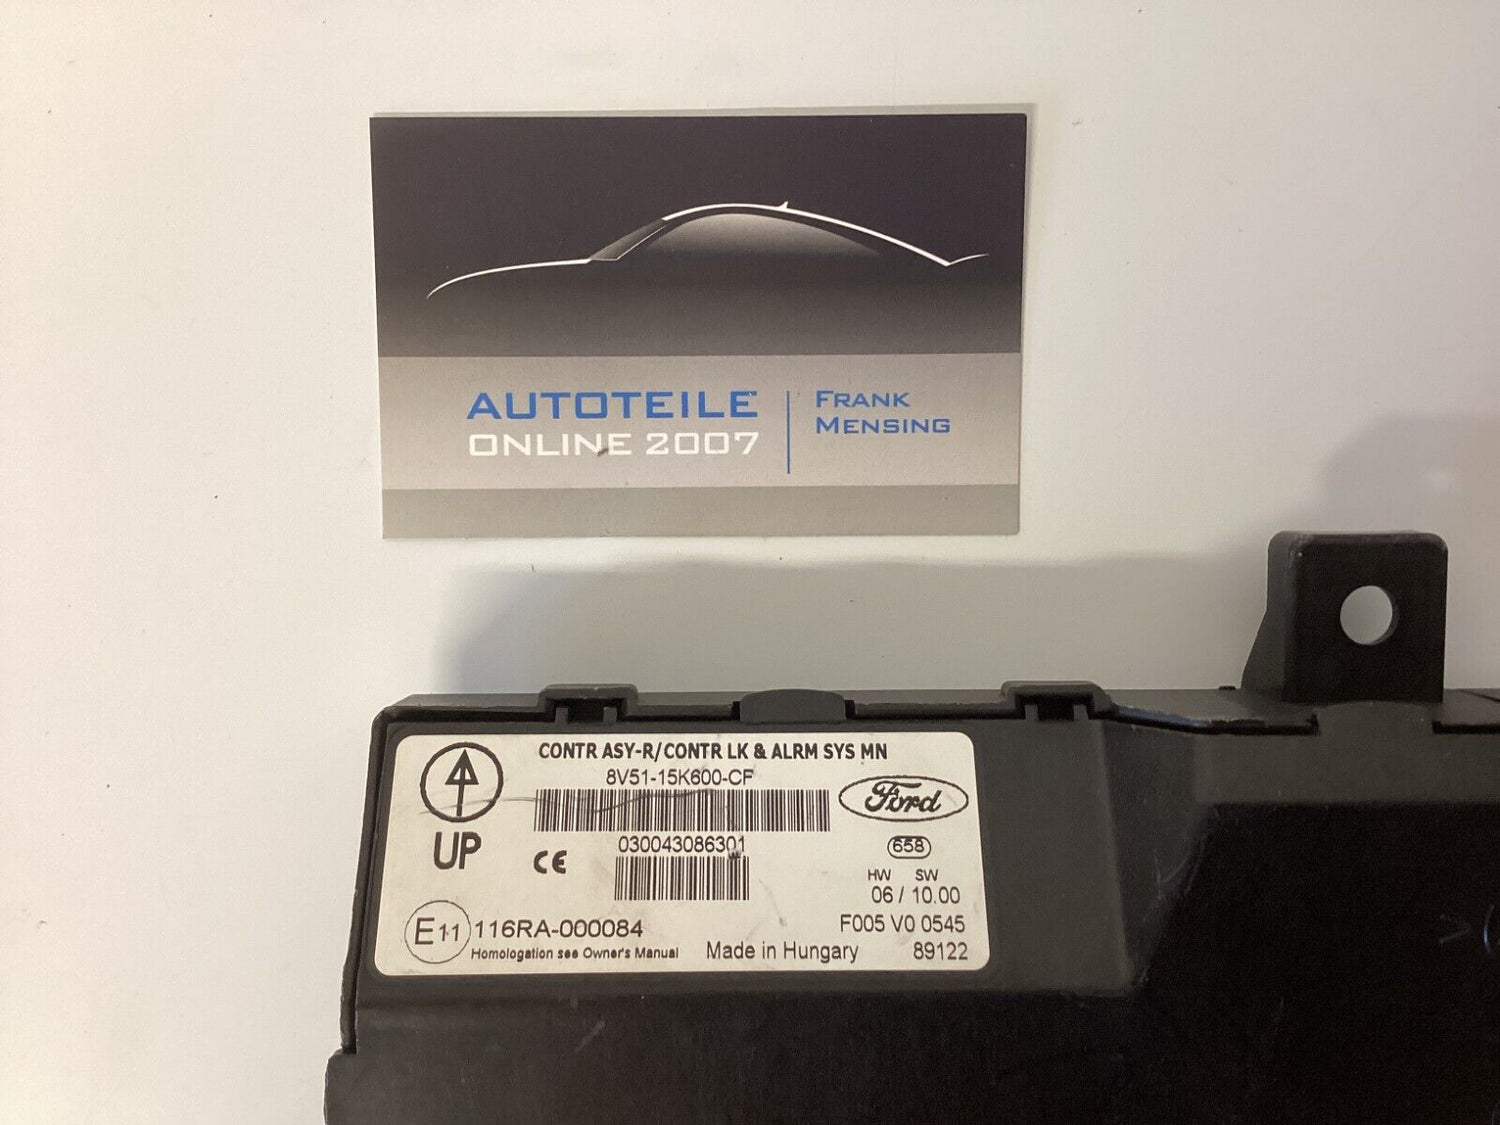 AUTOTEILE
ONLINE 2007
FRANK
MENSING
CONTR ASY-R/CONTR LK & ALRM SYS MN
8V51-15K600-CF
Ford
UP
CE
030043086301
658
HW SW
06 / 10.00
E11
116RA-000084
F005 V0 0545
Homologation see Owner's Manual
Made in Hungary
89122